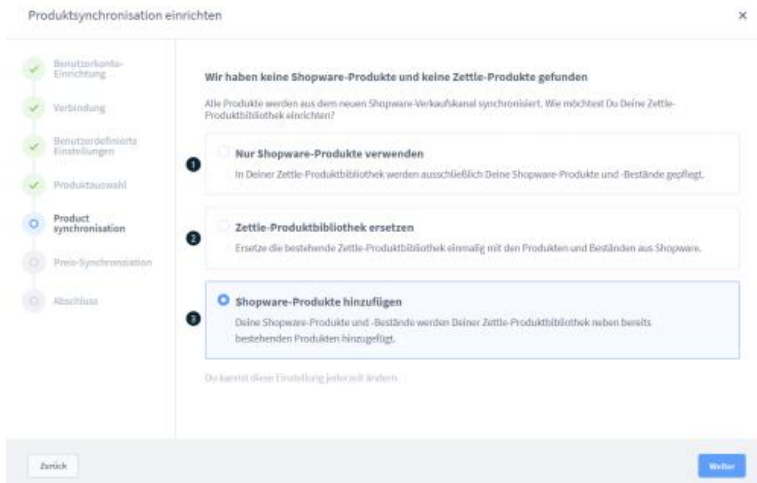 Produktsynchronisation einrichten
Benutzerkonto-
Einrichtung
Verbindung
Benutzerdefinierte
Einstellungen
Produktauswahl
Product
synchronisation
Preis-Synchronsiation
Abschluss
Wir haben keine Shopware-Produkte und keine Zettle-Produkte gefunden
Alle Produkte werden aus dem neuen Shopware-Verkaufskanal synchronisiert. Wie möchtest Du Deine Zettle-
Produktbibliothek einrichten?
1
Nur Shopware-Produkte verwenden
In Deiner Zettle-Produktbibliothek werden ausschließlich Deine Shopware-Produkte und -Bestände gepflegt.
2
Zettle-Produktbibliothek ersetzen
Ersetze die bestehende Zettle-Produktbibliothek einmalig mit den Produkten und Beständen aus Shopware.
3
Shopware-Produkte hinzufügen
Deine Shopware-Produkte und -Bestände werden Deiner Zettle-Produktbibliothek neben bereits
bestehenden Produkten hinzugefügt.
Du kannst diese Einstellung jederzeit ändern.
Zurück
Weiter